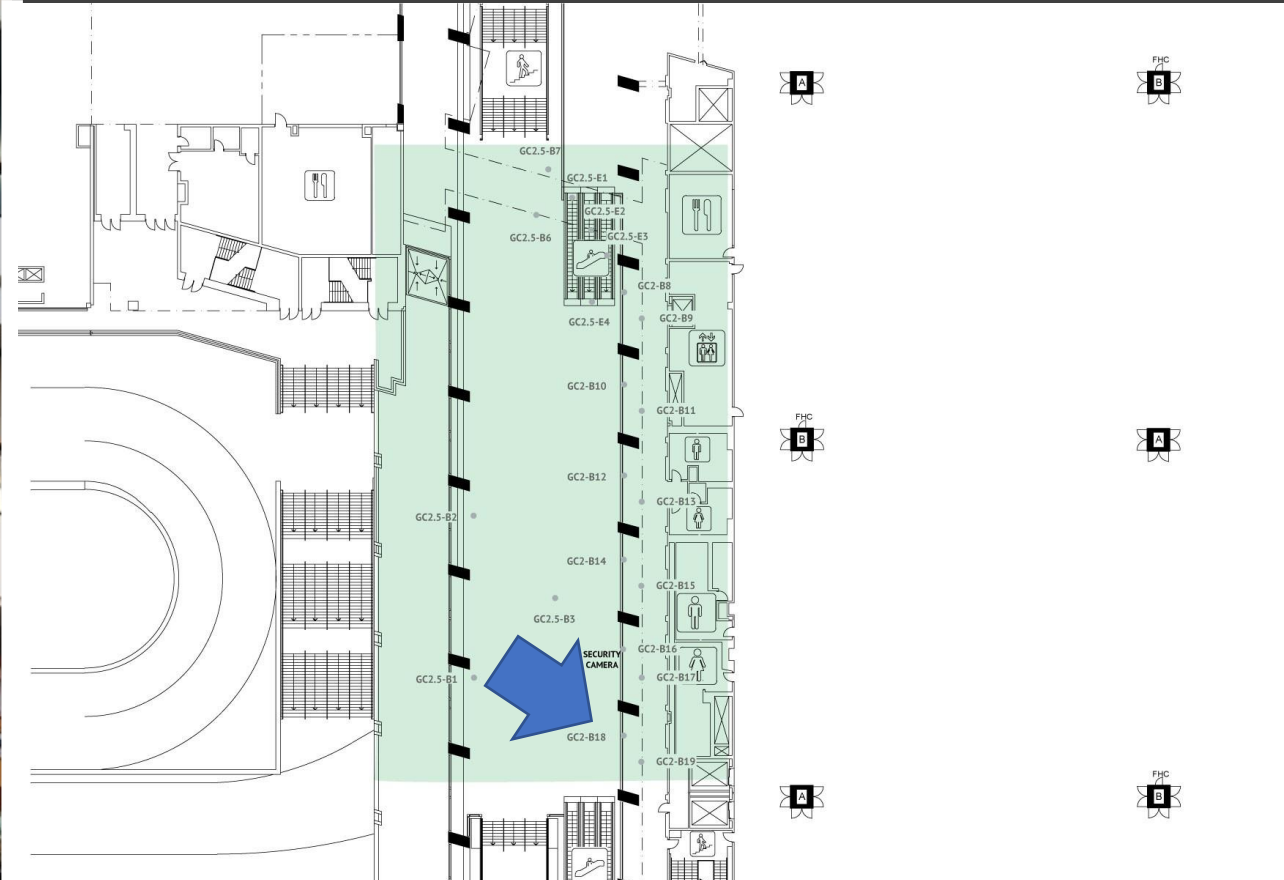 FHC
A
B
GC2.5-B7
GC2.5-E1
GC2.5-E2
GC2.5-B6
GC2.5-E3
GC2-B8
GC2.5-E4
GC2-B9
GC2-B10
GC2-B11
FHC
B
A
GC2-B12
GC2-B13
GC2.5-B2
GC2-B14
GC2-B15
GC2.5-B3
SECURITY
CAMERA
GC2-B16
GC2.5-B1
GC2-B17
GC2-B18
GC2-B19
FHC
A
B